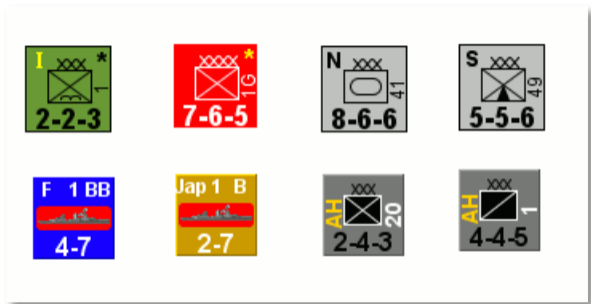 I XXX *
1
2-2-3
XXXX *
1G
7-6-5
N XXX
41
8-6-6
S XXX
49
5-5-6
F 1 BB
4-7
Jap 1 B
2-7
XXX
AH 20
2-4-3
XXX
AH 1
4-4-5